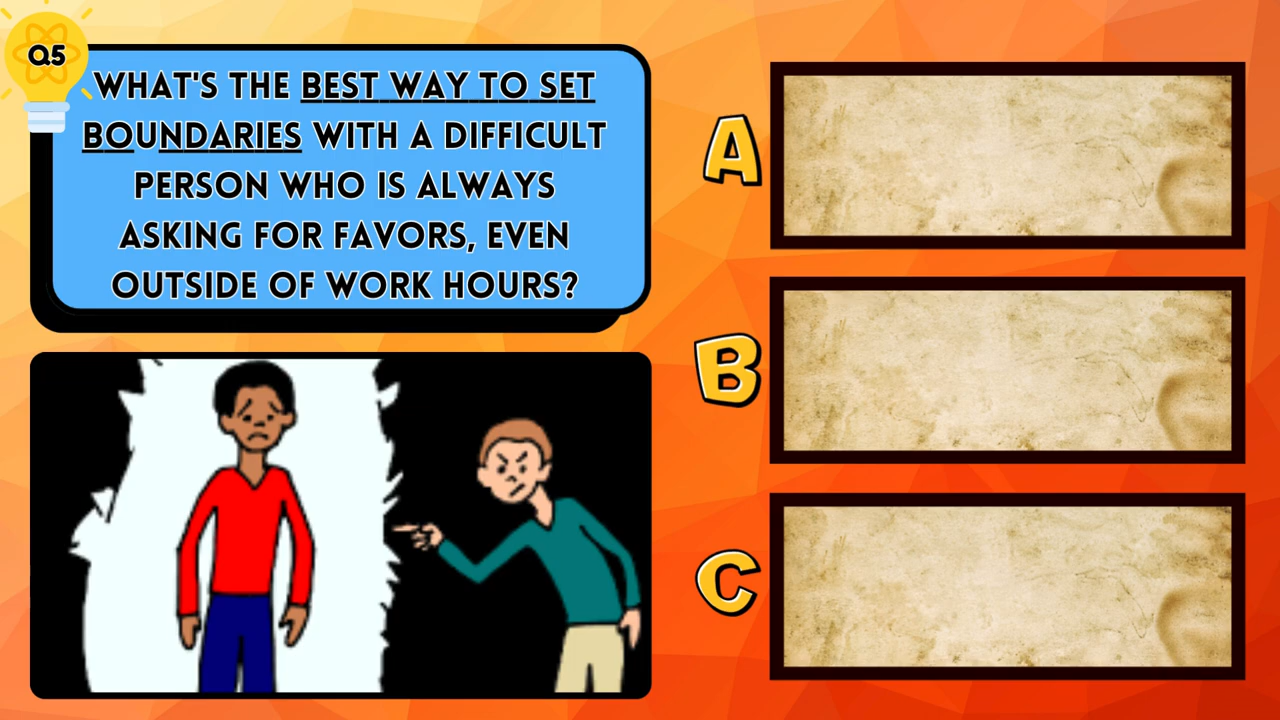 Q5
WHAT'S THE BEST WAY TO SET
BOUNDARIES WITH A DIFFICULT
PERSON WHO IS ALWAYS
ASKING FOR FAVORS, EVEN
OUTSIDE OF WORK HOURS?
A
B
C